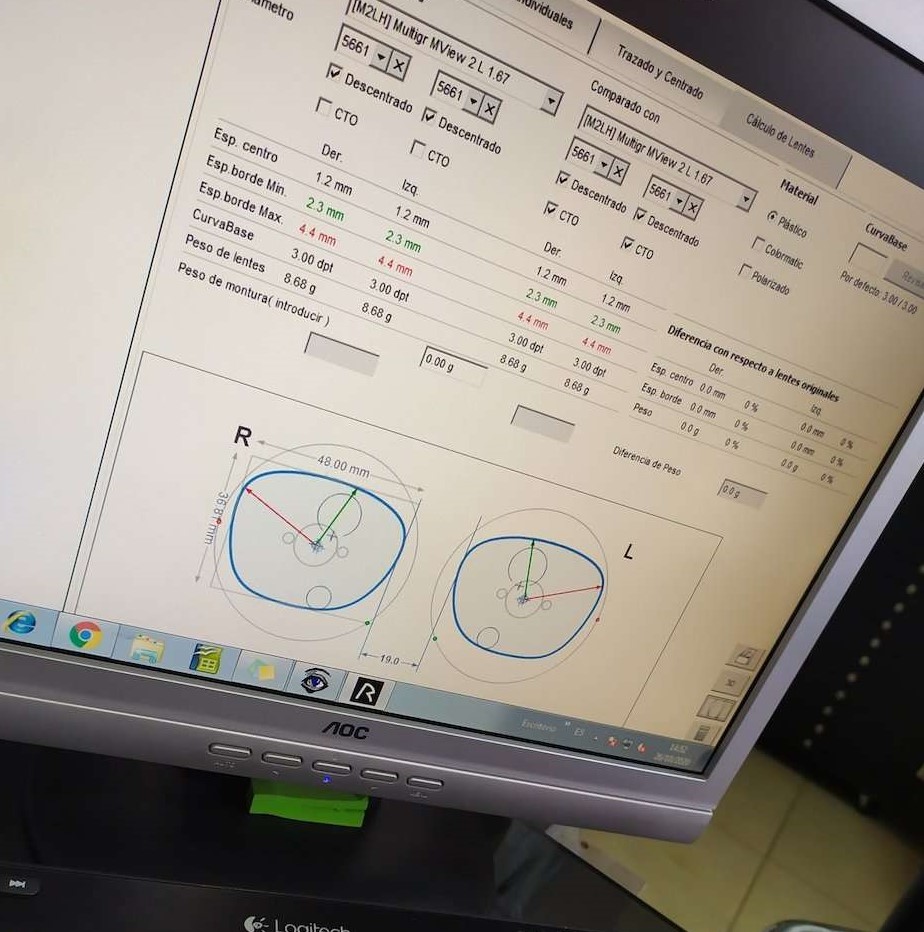 ndividuales
Trazado y Centrado
Cálculo de Lentes
[M2LH] Multigr MView 2 L 1.67
5661
5661
Descentrado
Descentrado
CTO
CTO
Comparado con
[M2LH] Multigr MView 2 L 1.67
5661
5661
Descentrado
Descentrado
CTO
CTO
Material
Plástico
Colormatic
Polarizado
CurvaBase
Por defecto: 3.00 / 3.00
Der.
Izq.
Der.
Izq.
Esp. centro
1.2 mm
1.2 mm
1.2 mm
1.2 mm
Esp.borde Min.
2.3 mm
2.3 mm
2.3 mm
2.3 mm
Esp.borde Max.
4.4 mm
4.4 mm
4.4 mm
4.4 mm
CurvaBase
3.00 dpt
3.00 dpt
3.00 dpt
3.00 dpt
Peso de lentes
8.68 g
8.68 g
8.68 g
8.68 g
Peso de montura( introducir )
0.00 g
Diferencia con respecto a lentes originales
Der.
Izq.
Esp. centro 0.0 mm 0 % 0.0 mm 0 %
Esp. borde 0.0 mm 0 % 0.0 mm 0 %
Peso 0.0 g 0 % 0.0 g 0 %
Diferencia de Peso
0.0 g
R
48.00 mm
36.81 mm
L
19.0
Escritorio
ES
14:52
AOC
Logitech